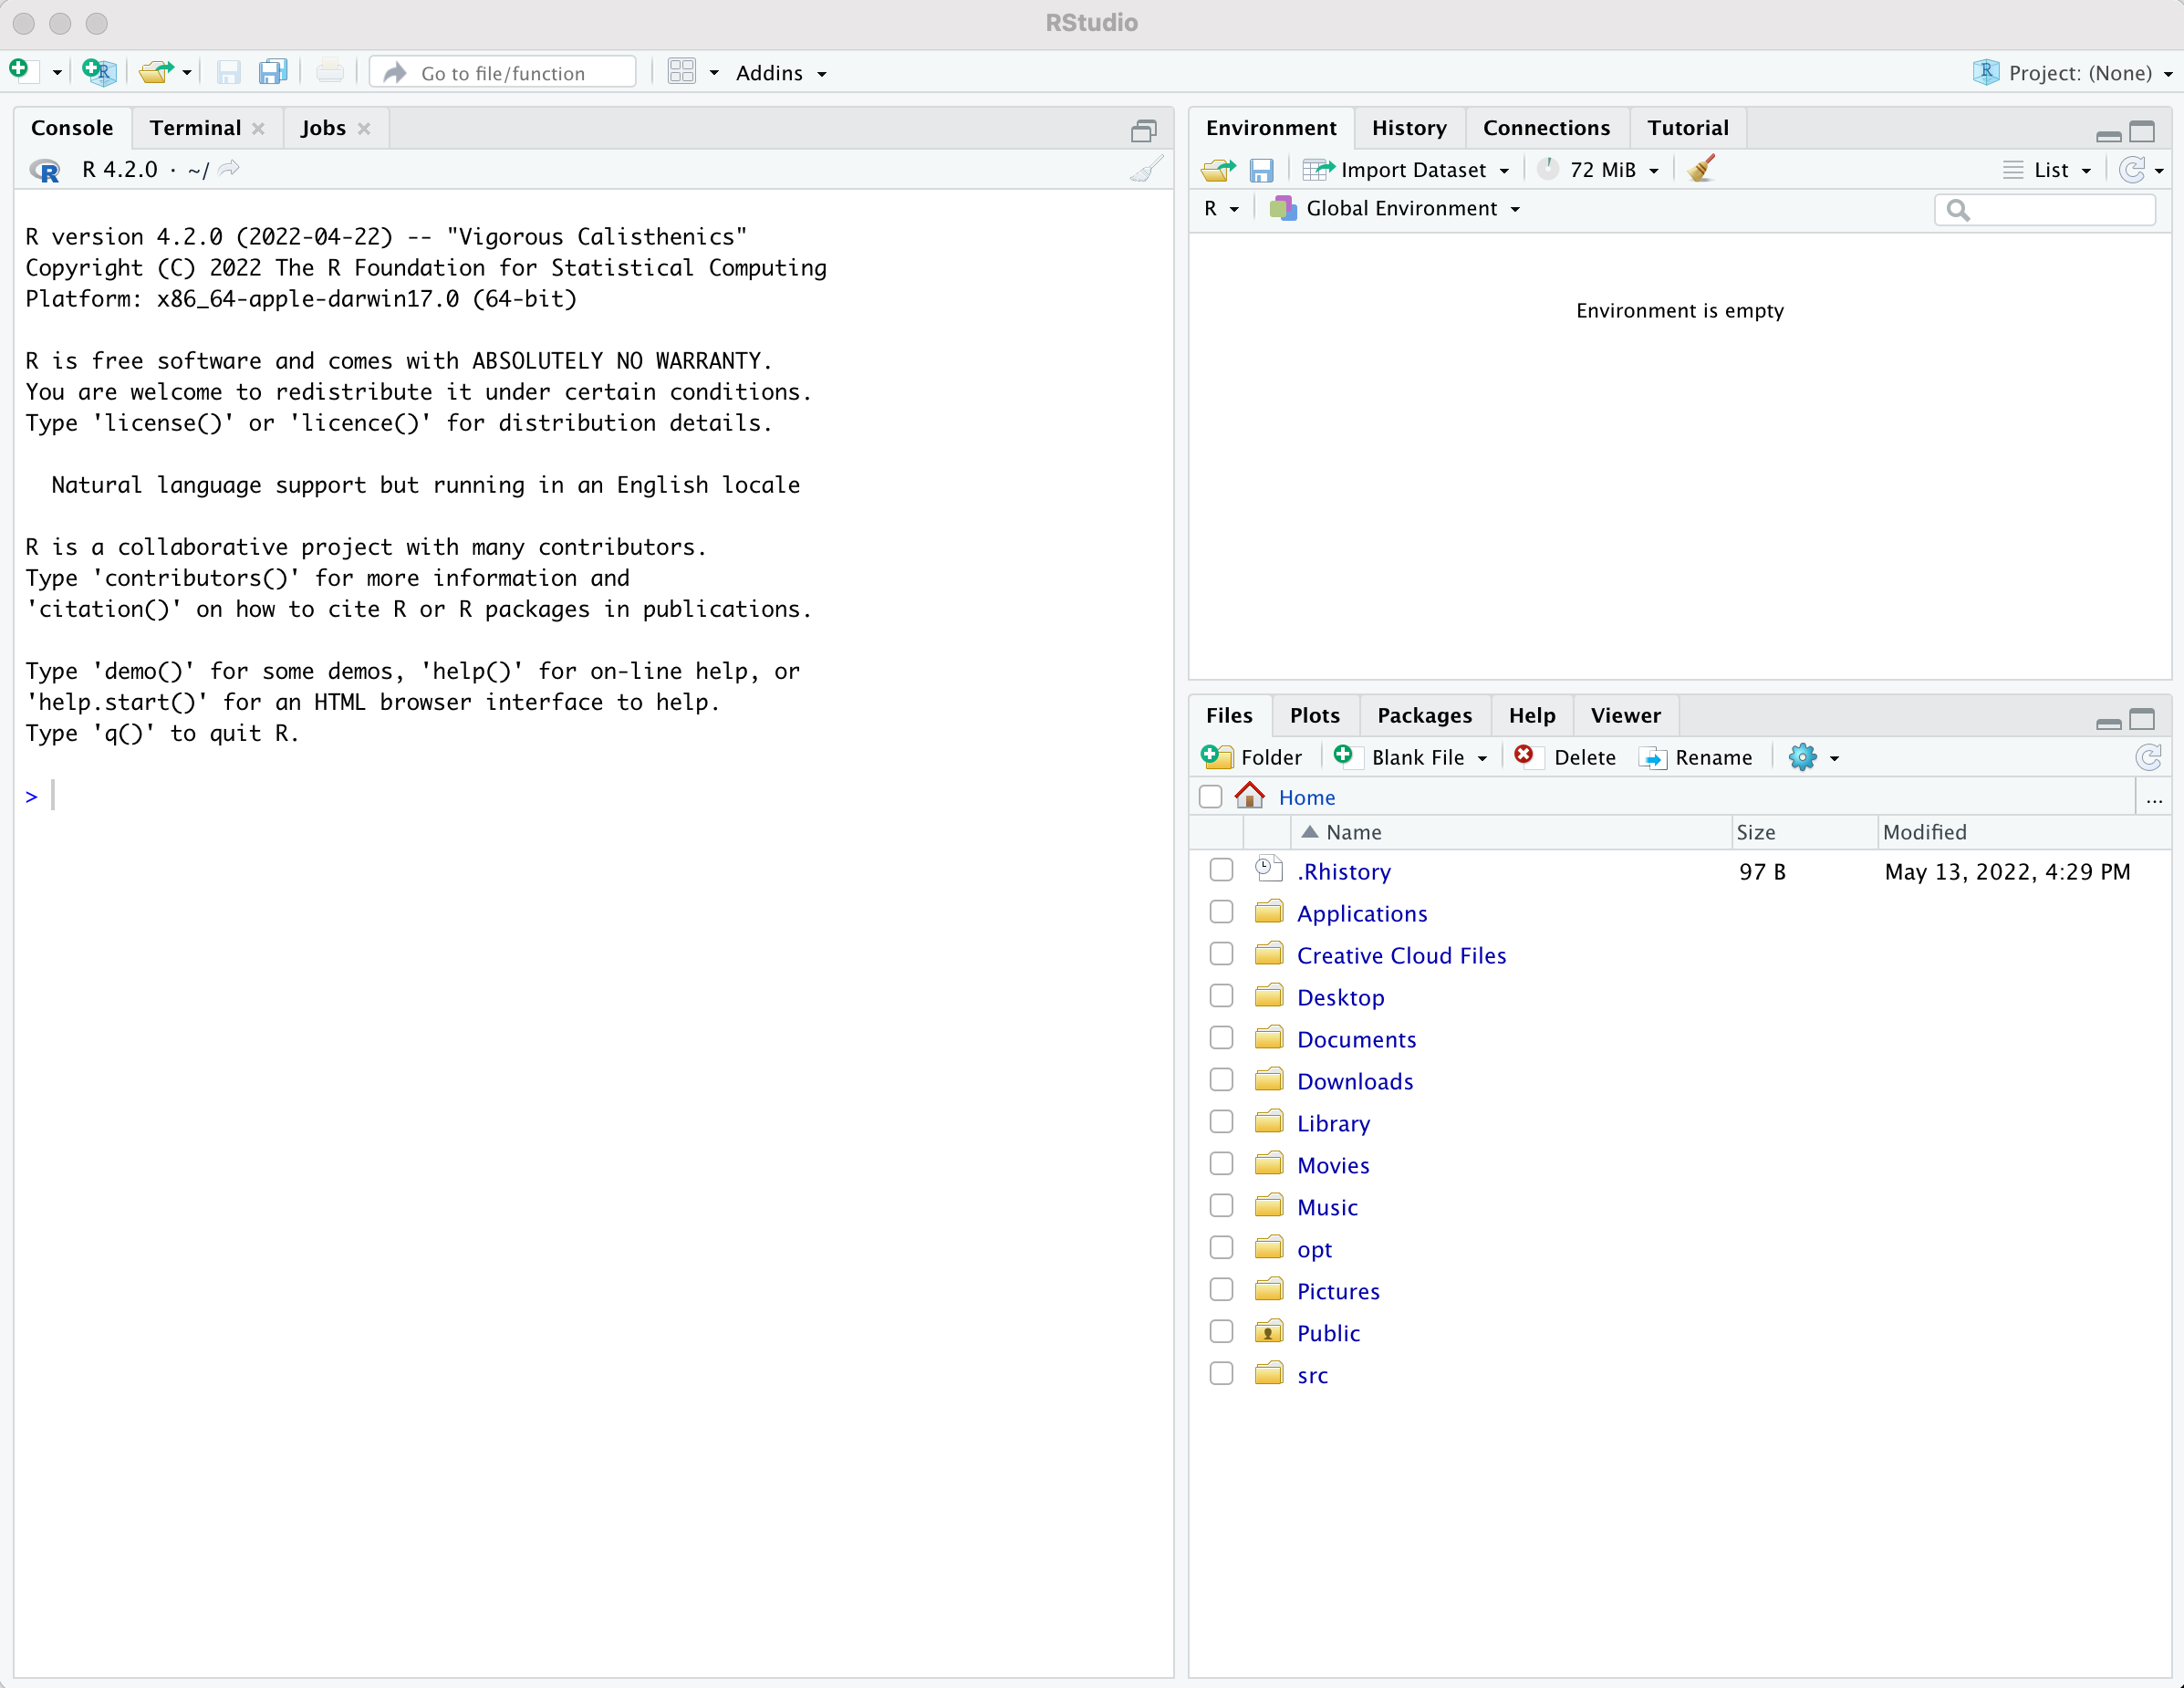 RStudio
Go to file/function Addins Project: (None)
Console Terminal Jobs
R 4.2.0 · ~/
R version 4.2.0 (2022-04-22) -- "Vigorous Calisthenics"
Copyright (C) 2022 The R Foundation for Statistical Computing
Platform: x86_64-apple-darwin17.0 (64-bit)
R is free software and comes with ABSOLUTELY NO WARRANTY.
You are welcome to redistribute it under certain conditions.
Type 'license()' or 'licence()' for distribution details.
Natural language support but running in an English locale
R is a collaborative project with many contributors.
Type 'contributors()' for more information and
'citation()' on how to cite R or R packages in publications.
Type 'demo()' for some demos, 'help()' for on-line help, or
'help.start()' for an HTML browser interface to help.
Type 'q()' to quit R.
>
Environment History Connections Tutorial
Import Dataset 72 MiB List
R Global Environment
Environment is empty
Files Plots Packages Help Viewer
Folder Blank File Delete Rename
Home ...
Name Size Modified
.Rhistory 97 B May 13, 2022, 4:29 PM
Applications
Creative Cloud Files
Desktop
Documents
Downloads
Library
Movies
Music
opt
Pictures
Public
src